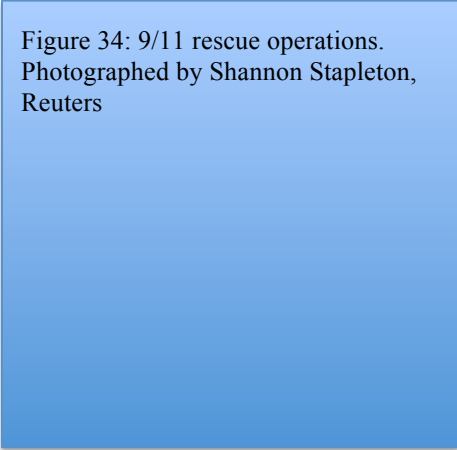 Figure 34: 9/11 rescue operations.
Photographed by Shannon Stapleton,
Reuters